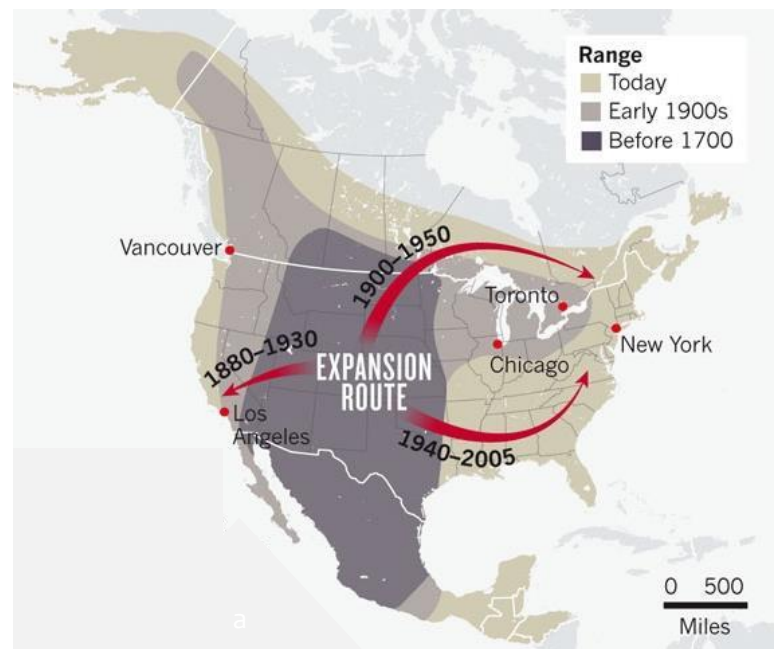 Range
Today
Early 1900s
Before 1700
Vancouver
1900–1950
Toronto
New York
Chicago
1880–1930
EXPANSION
ROUTE
Los
Angeles
1940–2005
0 500
Miles
a